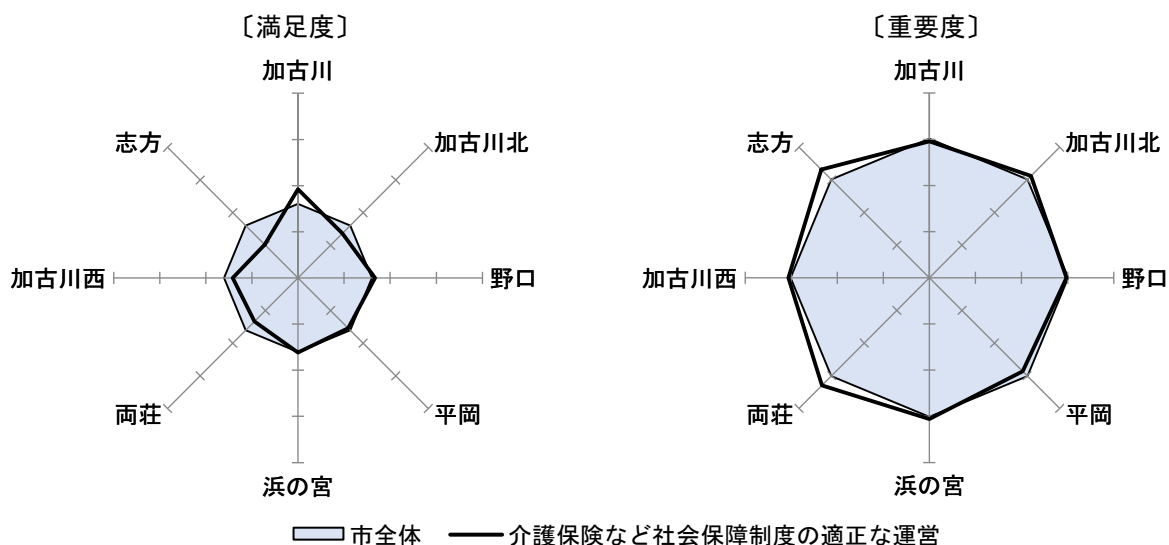 〔満足度〕
加古川
加古川北
野口
平岡
浜の宮
両荘
加古川西
志方
〔重要度〕
加古川
加古川北
野口
平岡
浜の宮
両荘
加古川西
志方
市全体 介護保険など社会保障制度の適正な運営